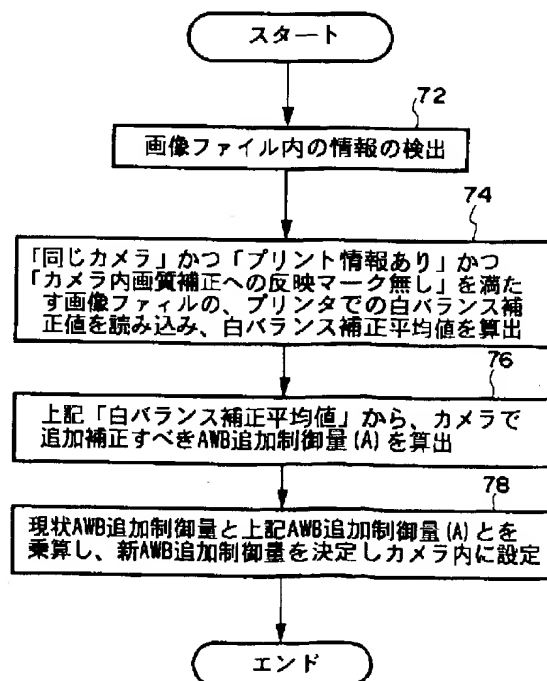 スタート
72
画像ファイル内の情報の検出
74
「同じカメラ」かつ「プリント情報あり」かつ
「カメラ内画質補正への反映マーク無し」を満た
す画像ファィルの、プリンタでの白バランス補
正値を読み込み、白バランス補正平均値を算出
76
上記「白バランス補正平均値」から、カメラで
追加補正すべきAWB追加制御量(A)を算出
78
現状AWB追加制御量と上記AWB追加制御量(A)とを
乗算し、新AWB追加制御量を決定しカメラ内に設定
エンド